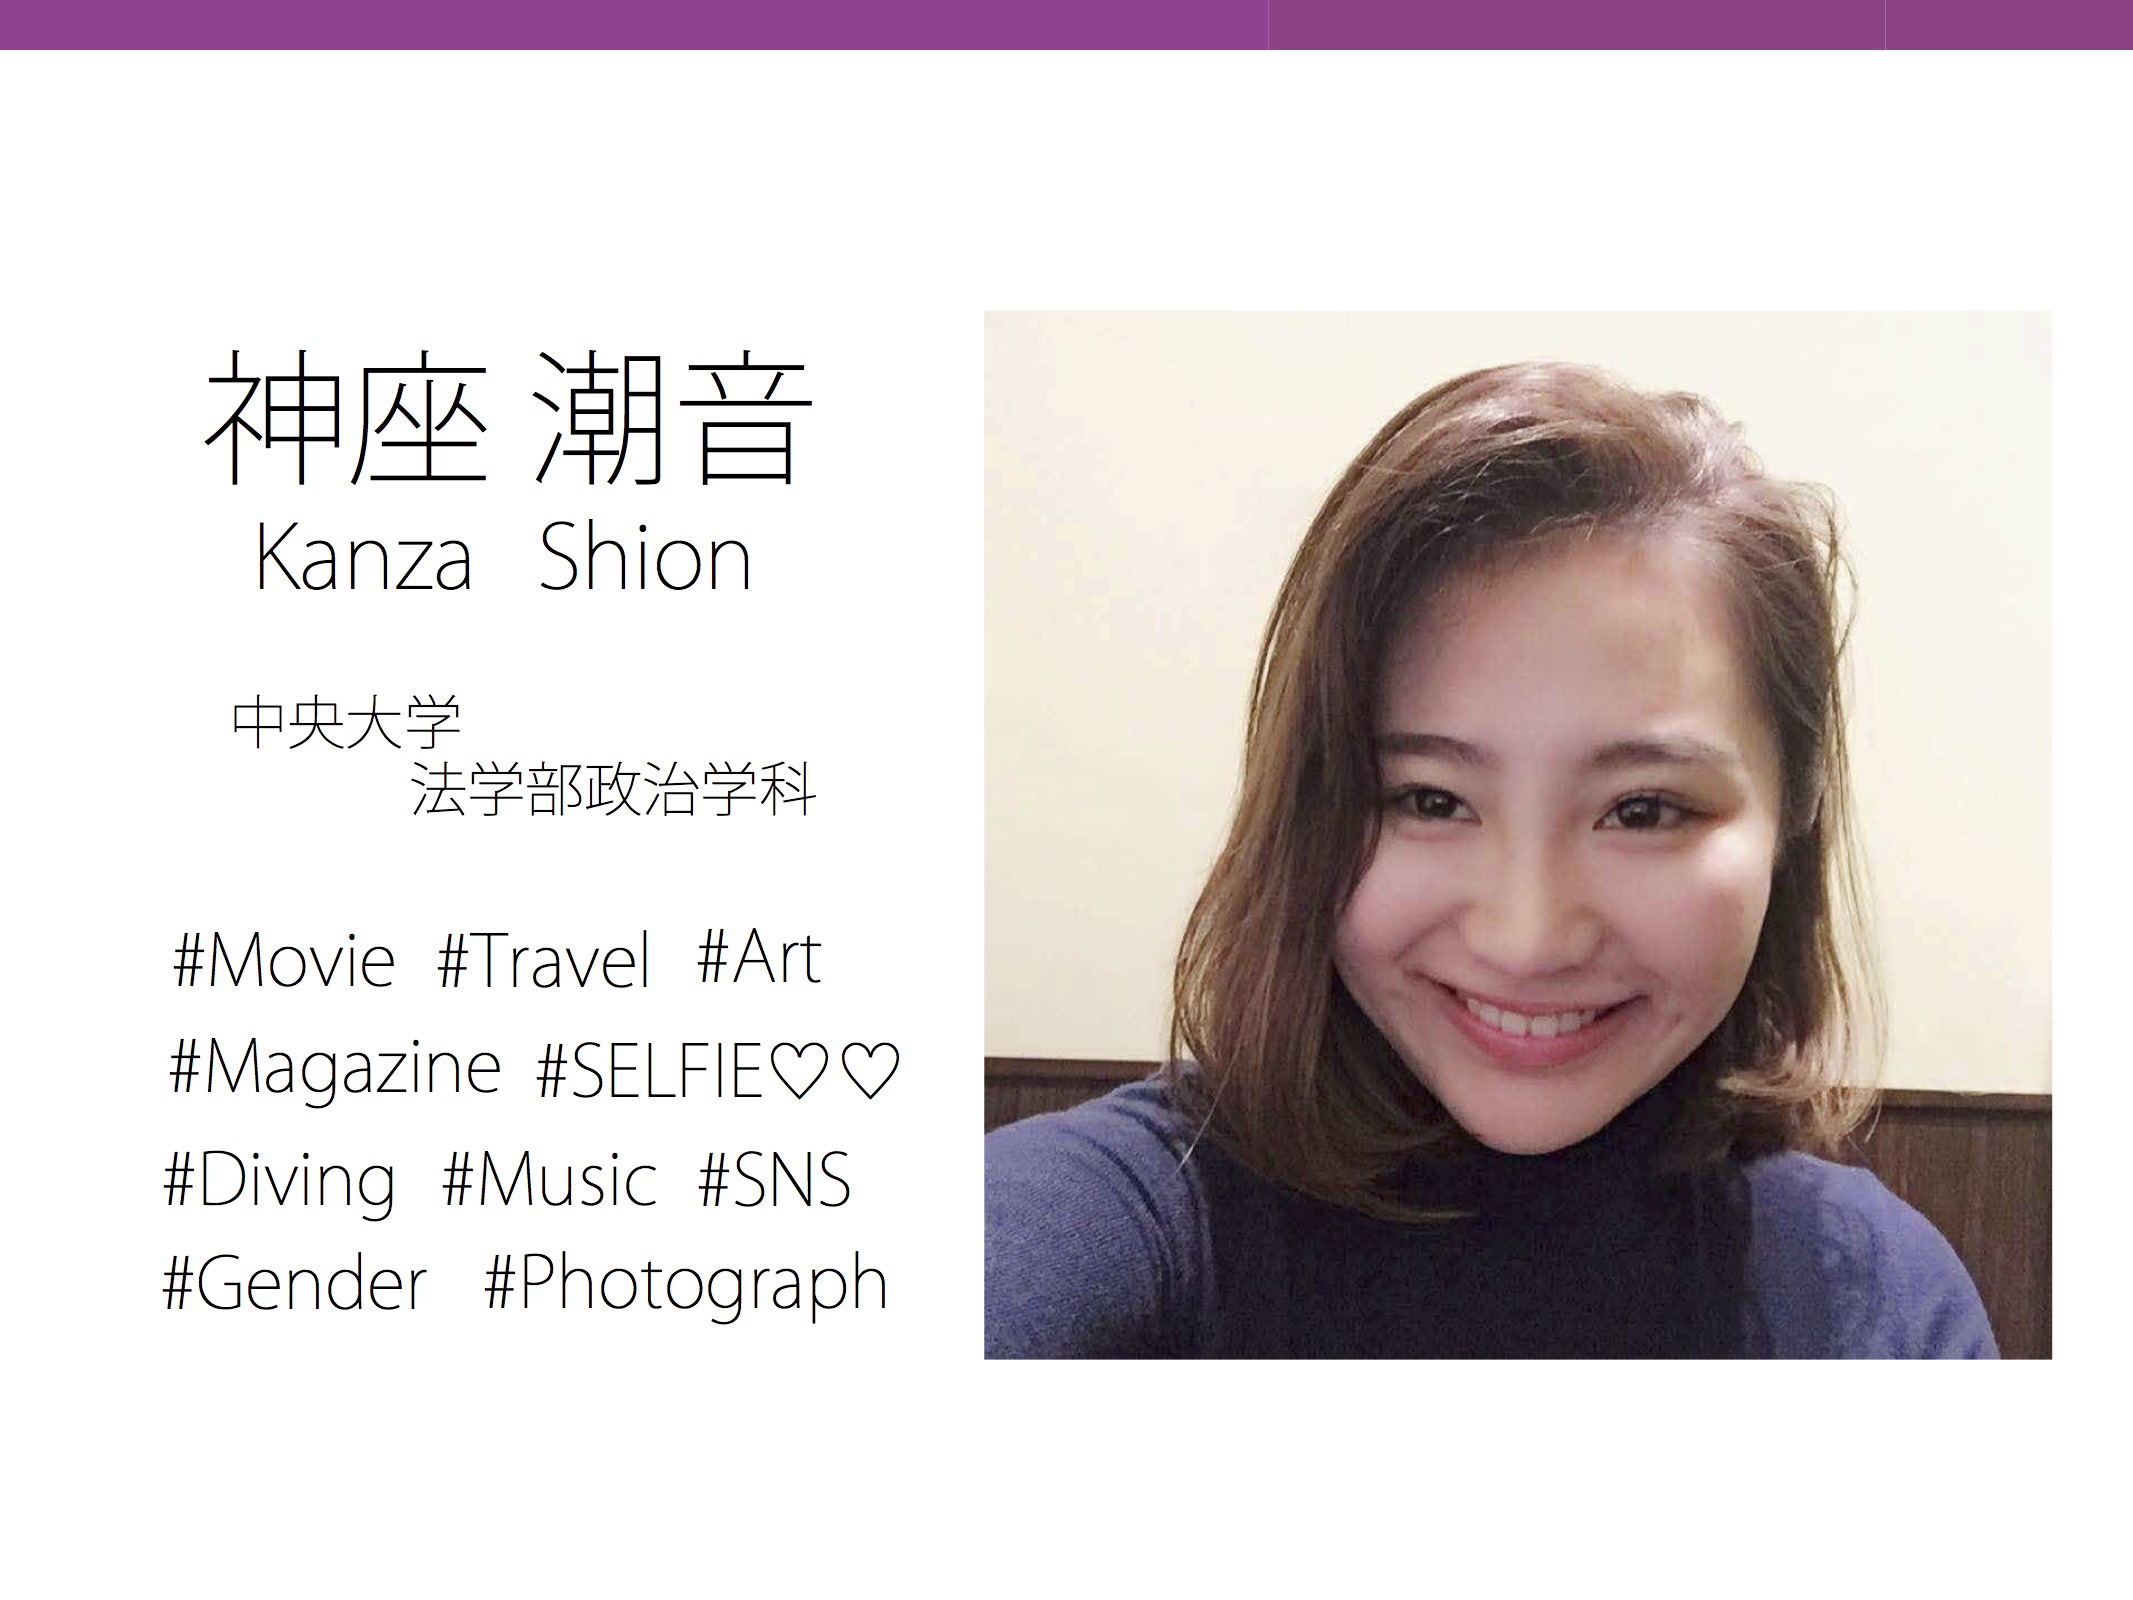 神座 潮音
Kanza Shion
中央大学
法学部政治学科
#Movie #Travel #Art
#Magazine #SELFIE♡♡
#Diving #Music #SNS
#Gender #Photograph